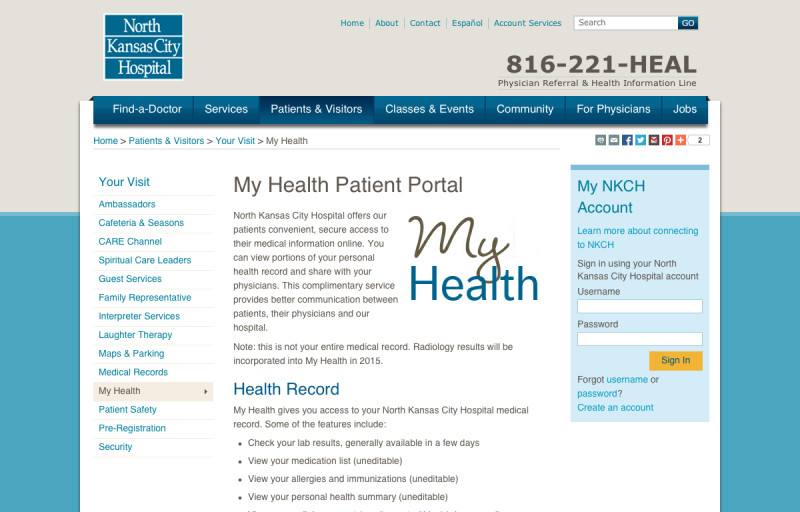 North
Kansas City
Hospital
Home About Contact Español Account Services
Search GO
816-221-HEAL
Physician Referral & Health Information Line
Find-a-Doctor Services Patients & Visitors Classes & Events Community For Physicians Jobs
Home > Patients & Visitors > Your Visit > My Health
2
Your Visit
Ambassadors
Cafeteria & Seasons
CARE Channel
Spiritual Care Leaders
Guest Services
Family Representative
Interpreter Services
Laughter Therapy
Maps & Parking
Medical Records
My Health
Patient Safety
Pre-Registration
Security
My Health Patient Portal
North Kansas City Hospital offers our
patients convenient, secure access to
their medical information online. You
can view portions of your personal
health record and share with your
physicians. This complimentary service
provides better communication between
patients, their physicians and our
hospital.
My
Health
Note: this is not your entire medical record. Radiology results will be
incorporated into My Health in 2015.
Health Record
My Health gives you access to your North Kansas City Hospital medical
record. Some of the features include:
• Check your lab results, generally available in a few days
• View your medication list (uneditable)
• View your allergies and immunizations (uneditable)
• View your personal health summary (uneditable)
My NKCH
Account
Learn more about connecting
to NKCH
Sign in using your North
Kansas City Hospital account
Username
Password
Sign In
Forgot username or
password?
Create an account